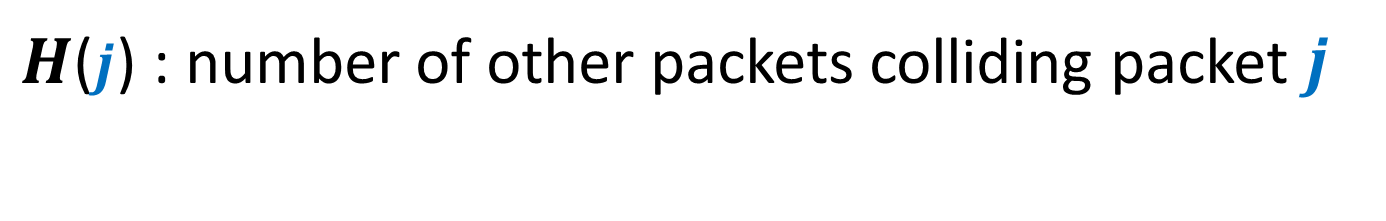 H(j) : number of other packets colliding packet j